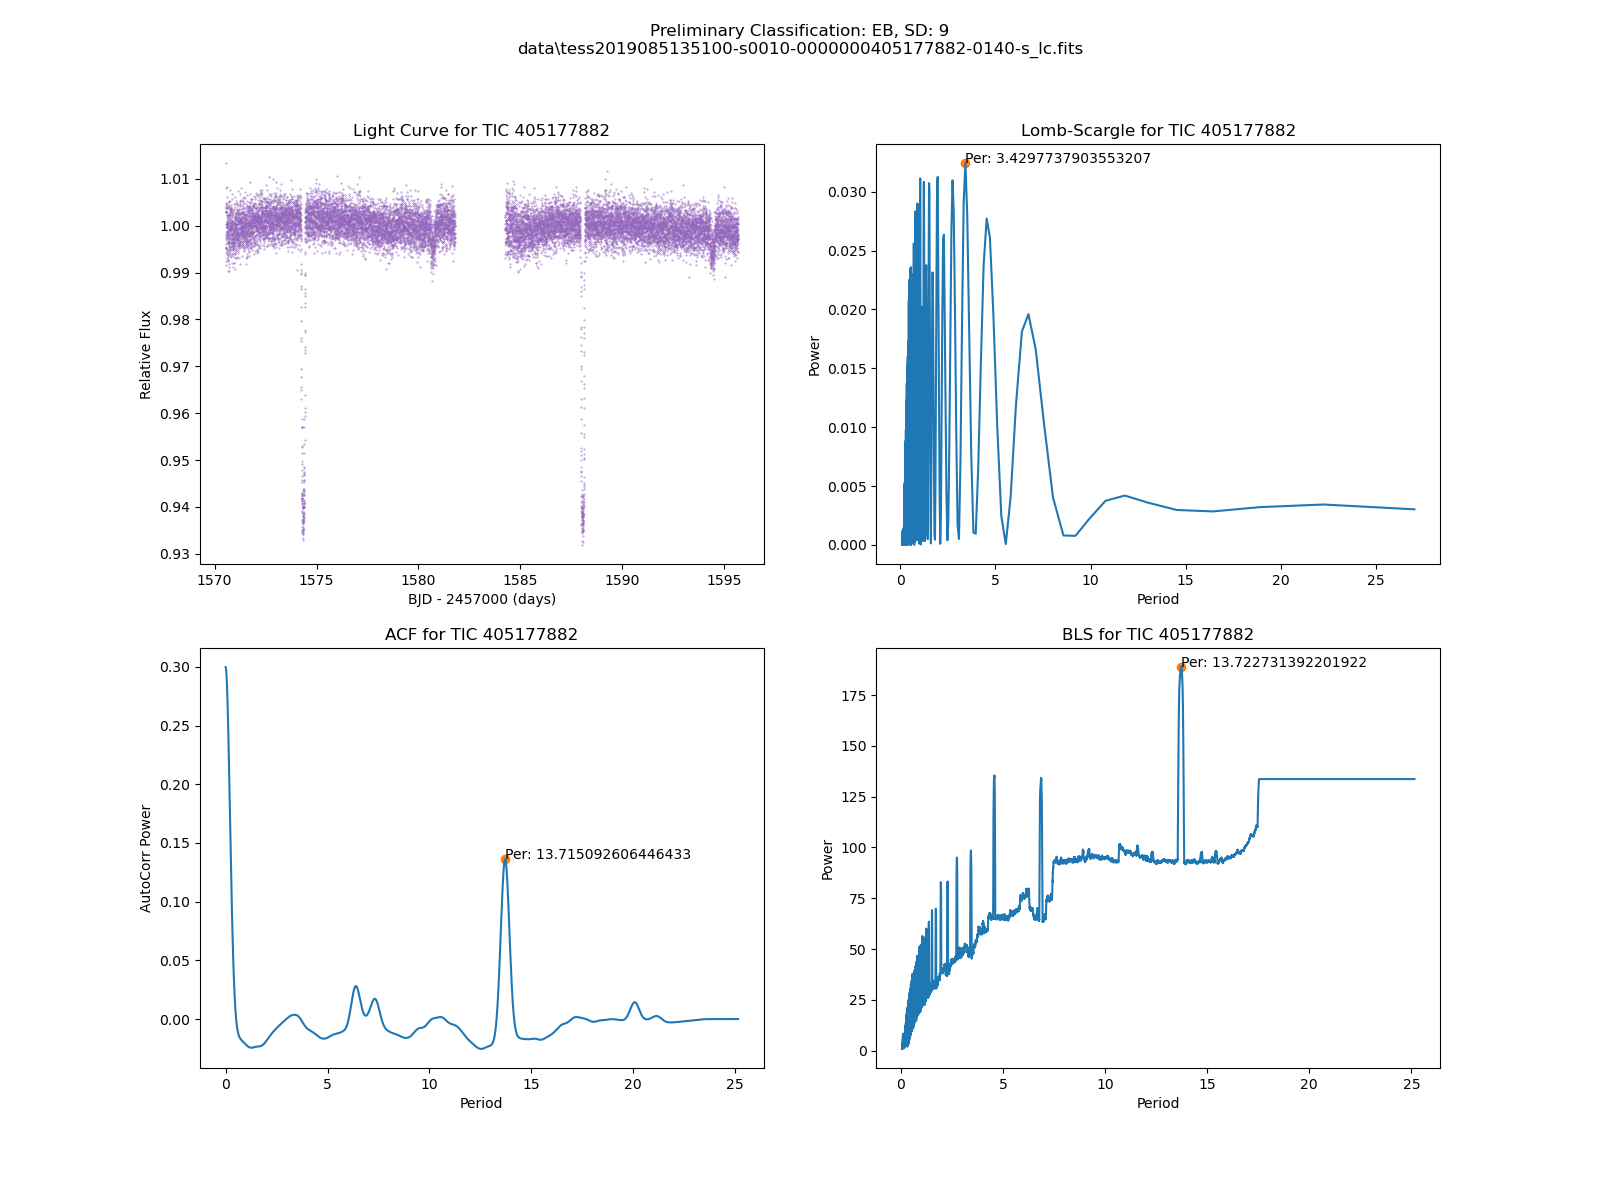 Preliminary Classification: EB, SD: 9
data\tess2019085135100-s0010-0000000405177882-0140-s_lc.fits
Light Curve for TIC 405177882
1.01
1.00
0.99
0.98
0.97
0.96
0.95
0.94
0.93
Relative Flux
1570 1575 1580 1585 1590 1595
BJD - 2457000 (days)
Lomb-Scargle for TIC 405177882
Per: 3.4297737903553207
0.030
0.025
0.020
0.015
0.010
0.005
0.000
Power
0 5 10 15 20 25
Period
ACF for TIC 405177882
Per: 13.715092606446433
0.30
0.25
0.20
0.15
0.10
0.05
0.00
AutoCorr Power
0 5 10 15 20 25
Period
BLS for TIC 405177882
Per: 13.722731392201922
175
150
125
100
75
50
25
0
Power
0 5 10 15 20 25
Period